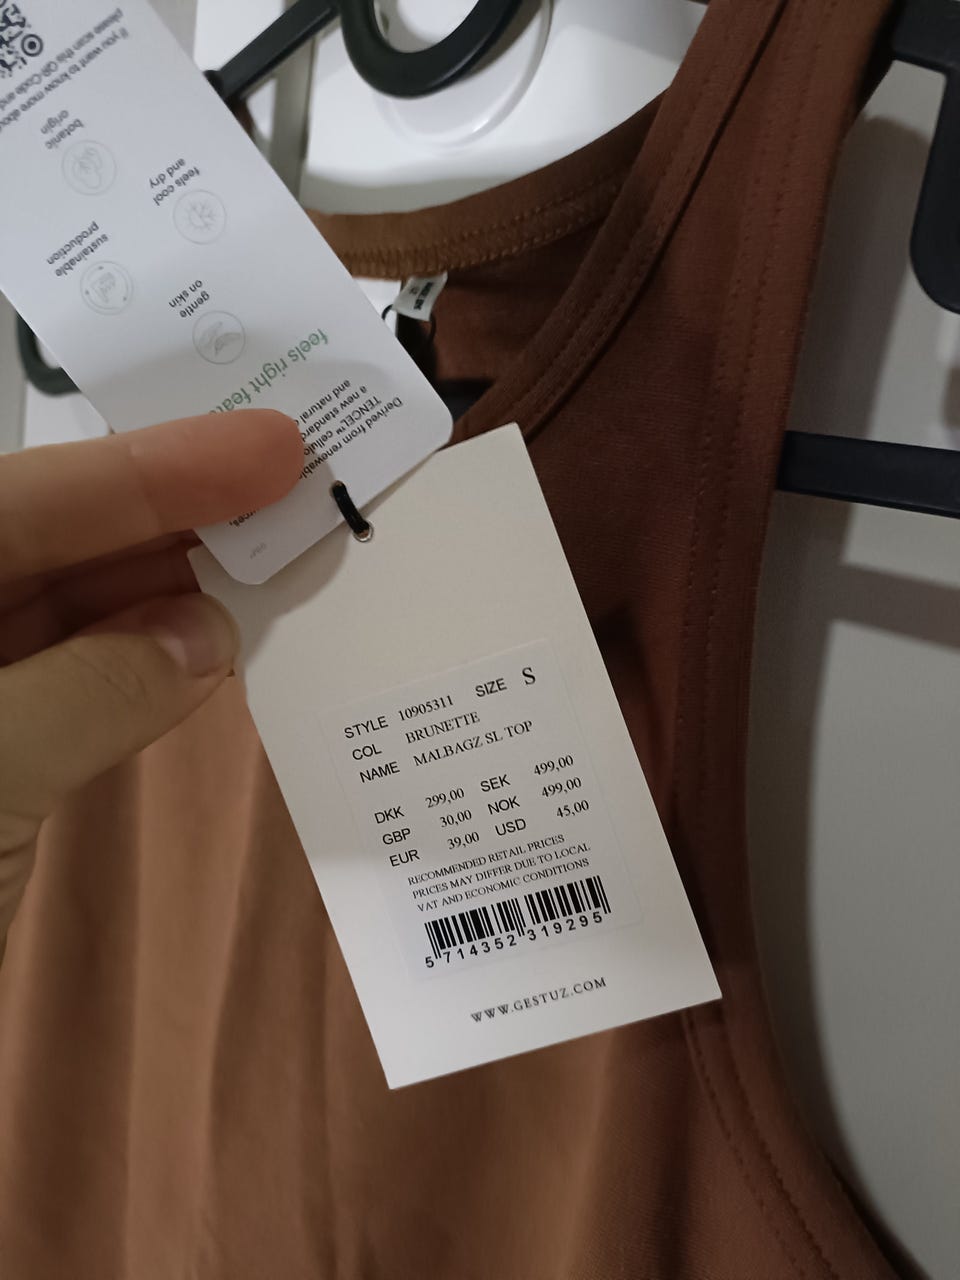 if you want to know more about
please scan this QR-Code and
botanic
origin
feels cool
and dry
sustainable
production
gentle
on skin
feels right
Derived from renewable
TENCEL™
a new standard
and natural
STYLE 10905311 SIZE S
COL BRUNETTE
NAME MALBAGZ SL TOP
DKK 299,00 SEK 499,00
GBP 30,00 NOK 499,00
EUR 39,00 USD 45,00
RECOMMENDED RETAIL PRICES
PRICES MAY DIFFER DUE TO LOCAL
VAT AND ECONOMIC CONDITIONS
5 714352 319295
WWW.GESTUZ.COM